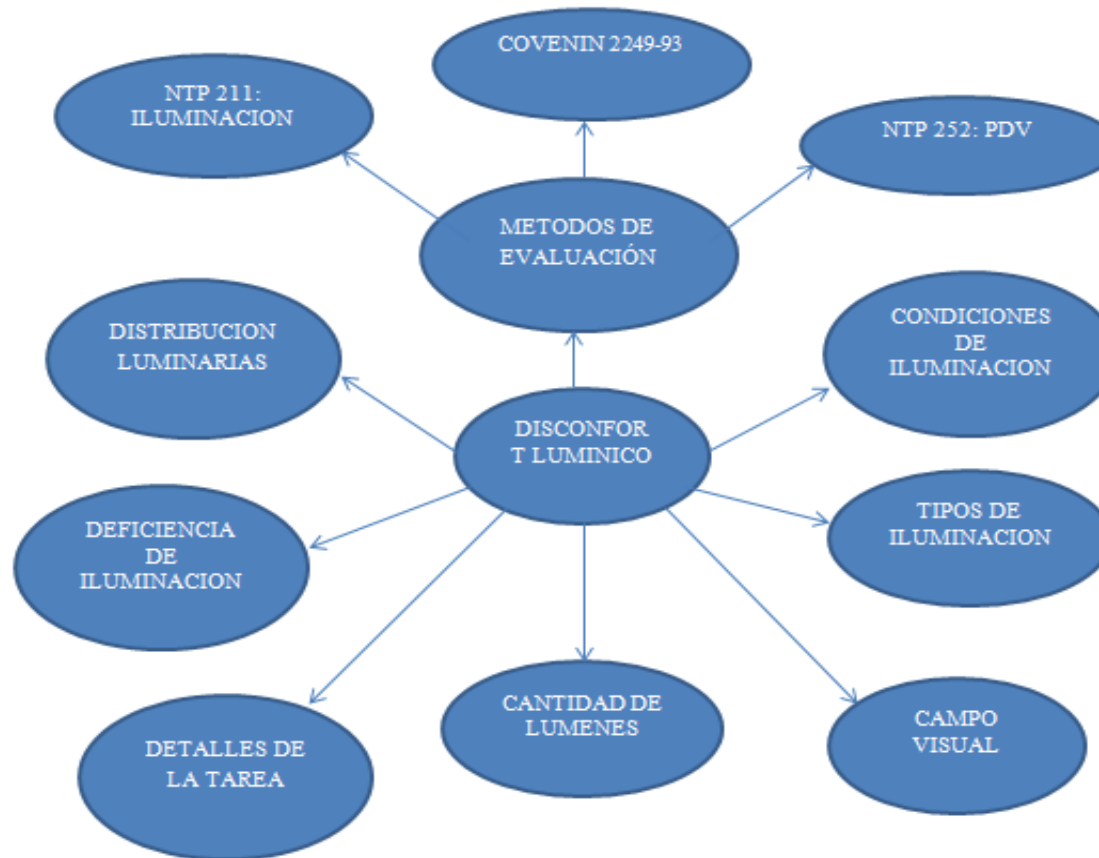 COVENIN 2249-93
NTP 211:
ILUMINACION
NTP 252: PDV
METODOS DE
EVALUACIÓN
DISTRIBUCION
LUMINARIAS
CONDICIONES
DE
ILUMINACION
DISCONFOR
T LUMINICO
DEFICIENCIA
DE
ILUMINACION
TIPOS DE
ILUMINACION
DETALLES DE
LA TAREA
CANTIDAD DE
LUMENES
CAMPO
VISUAL